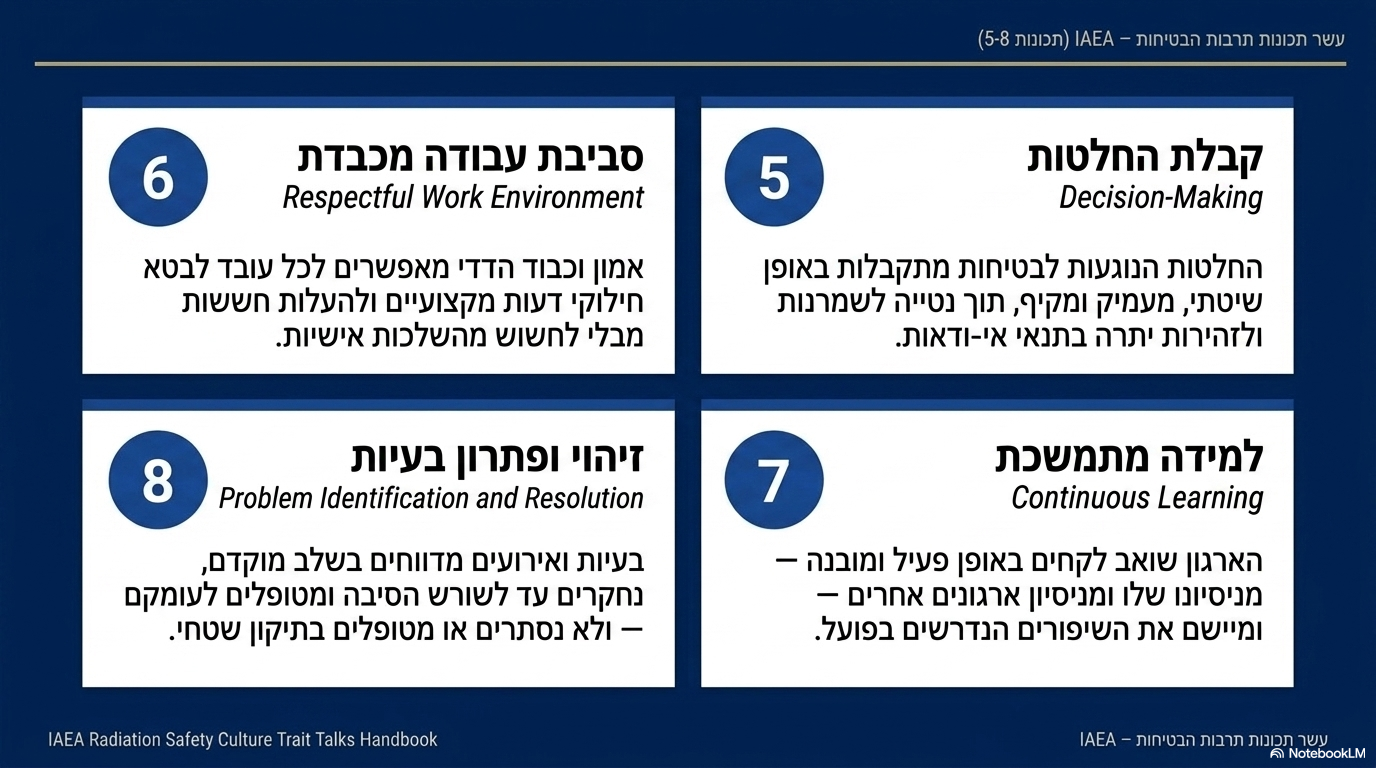 עשר תכונות תרבות הבטיחות – IAEA (תכונות 5-8)
5
קבלת החלטות
Decision-Making
החלטות הנוגעות לבטיחות מתקבלות באופן
שיטתי, מעמיק ומקיף, תוך נטייה לשמרנות
ולזהירות יתרה בתנאי אי-ודאות.
6
סביבת עבודה מכבדת
Respectful Work Environment
אמון וכבוד הדדי מאפשרים לכל עובד לבטא
חילוקי דעות מקצועיים ולהעלות חששות
מבלי לחשוש מהשלכות אישיות.
7
למידה מתמשכת
Continuous Learning
הארגון שואב לקחים באופן פעיל ומובנה –
מניסיונו שלו ומניסיון ארגונים אחרים –
ומיישם את השיפורים הנדרשים בפועל.
8
זיהוי ופתרון בעיות
Problem Identification and Resolution
בעיות ואירועים מדווחים בשלב מוקדם,
נחקרים עד לשורש הסיבה ומטופלים לעומקם
– ולא נסתרים או מטופלים בתיקון שטחי.
עשר תכונות תרבות הבטיחות – IAEA
IAEA Radiation Safety Culture Trait Talks Handbook
NotebookLM